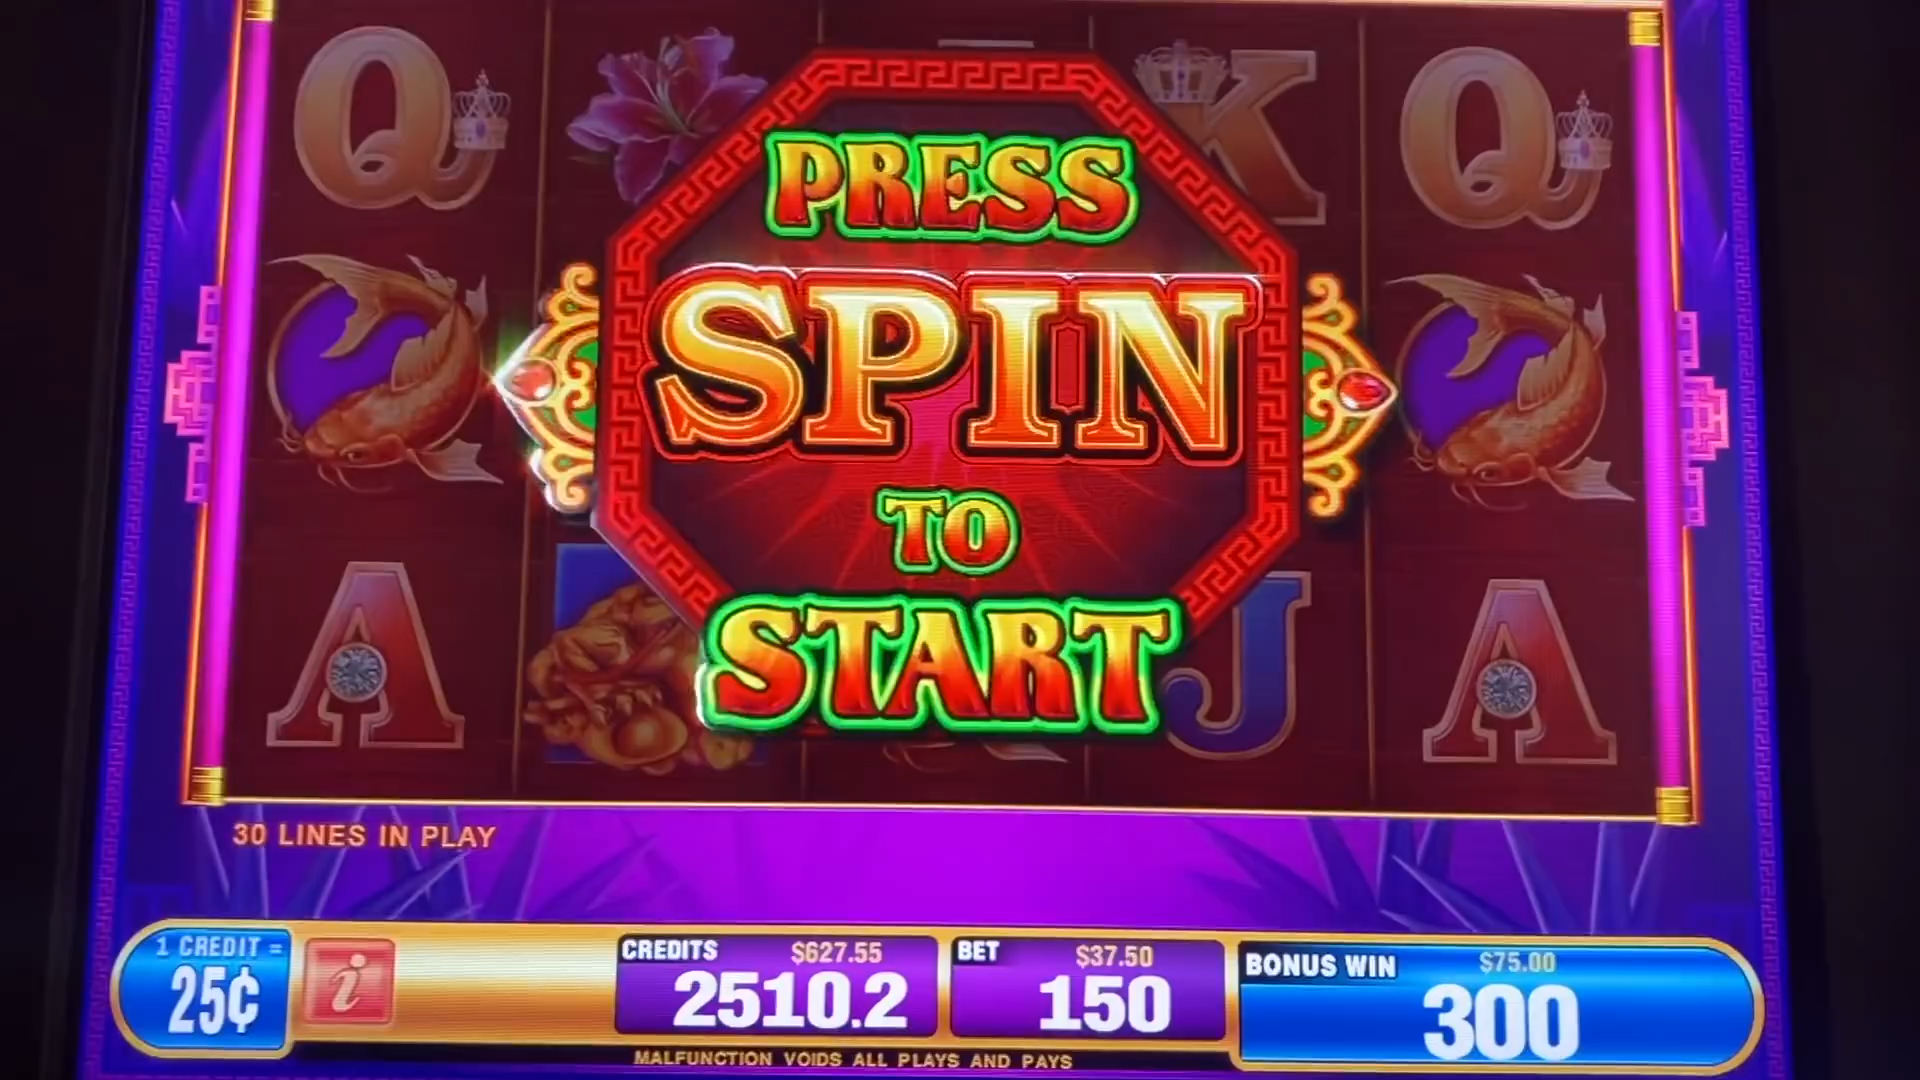 Q
K
Q
PRESS
SPIN
TO
START
A
J
A
30 LINES IN PLAY
1 CREDIT =
25¢
i
CREDITS $627.55
2510.2
BET $37.50
150
BONUS WIN $75.00
300
MALFUNCTION VOIDS ALL PLAYS AND PAYS